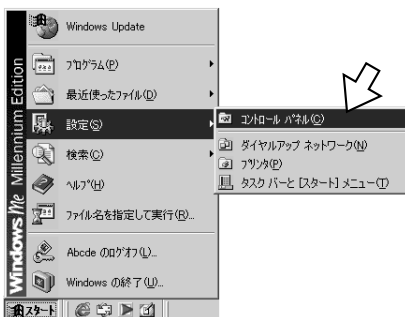 Windows Me Millennium Edition
Windows Update
ﾌﾟﾛｸﾞﾗﾑ(P)
最近使ったﾌｧｲﾙ(D)
設定(S)
検索(C)
ﾍﾙﾌﾟ(H)
ﾌｧｲﾙ名を指定して実行(R)...
Abcde のﾛｸﾞｵﾌ(L)...
Windows の終了(U)...
ｺﾝﾄﾛｰﾙ ﾊﾟﾈﾙ(C)
ダイヤルアップ ネットワーク(N)
ﾌﾟﾘﾝﾀ(P)
タスク バーと [スタート] メニュー(T)
ｽﾀｰﾄ